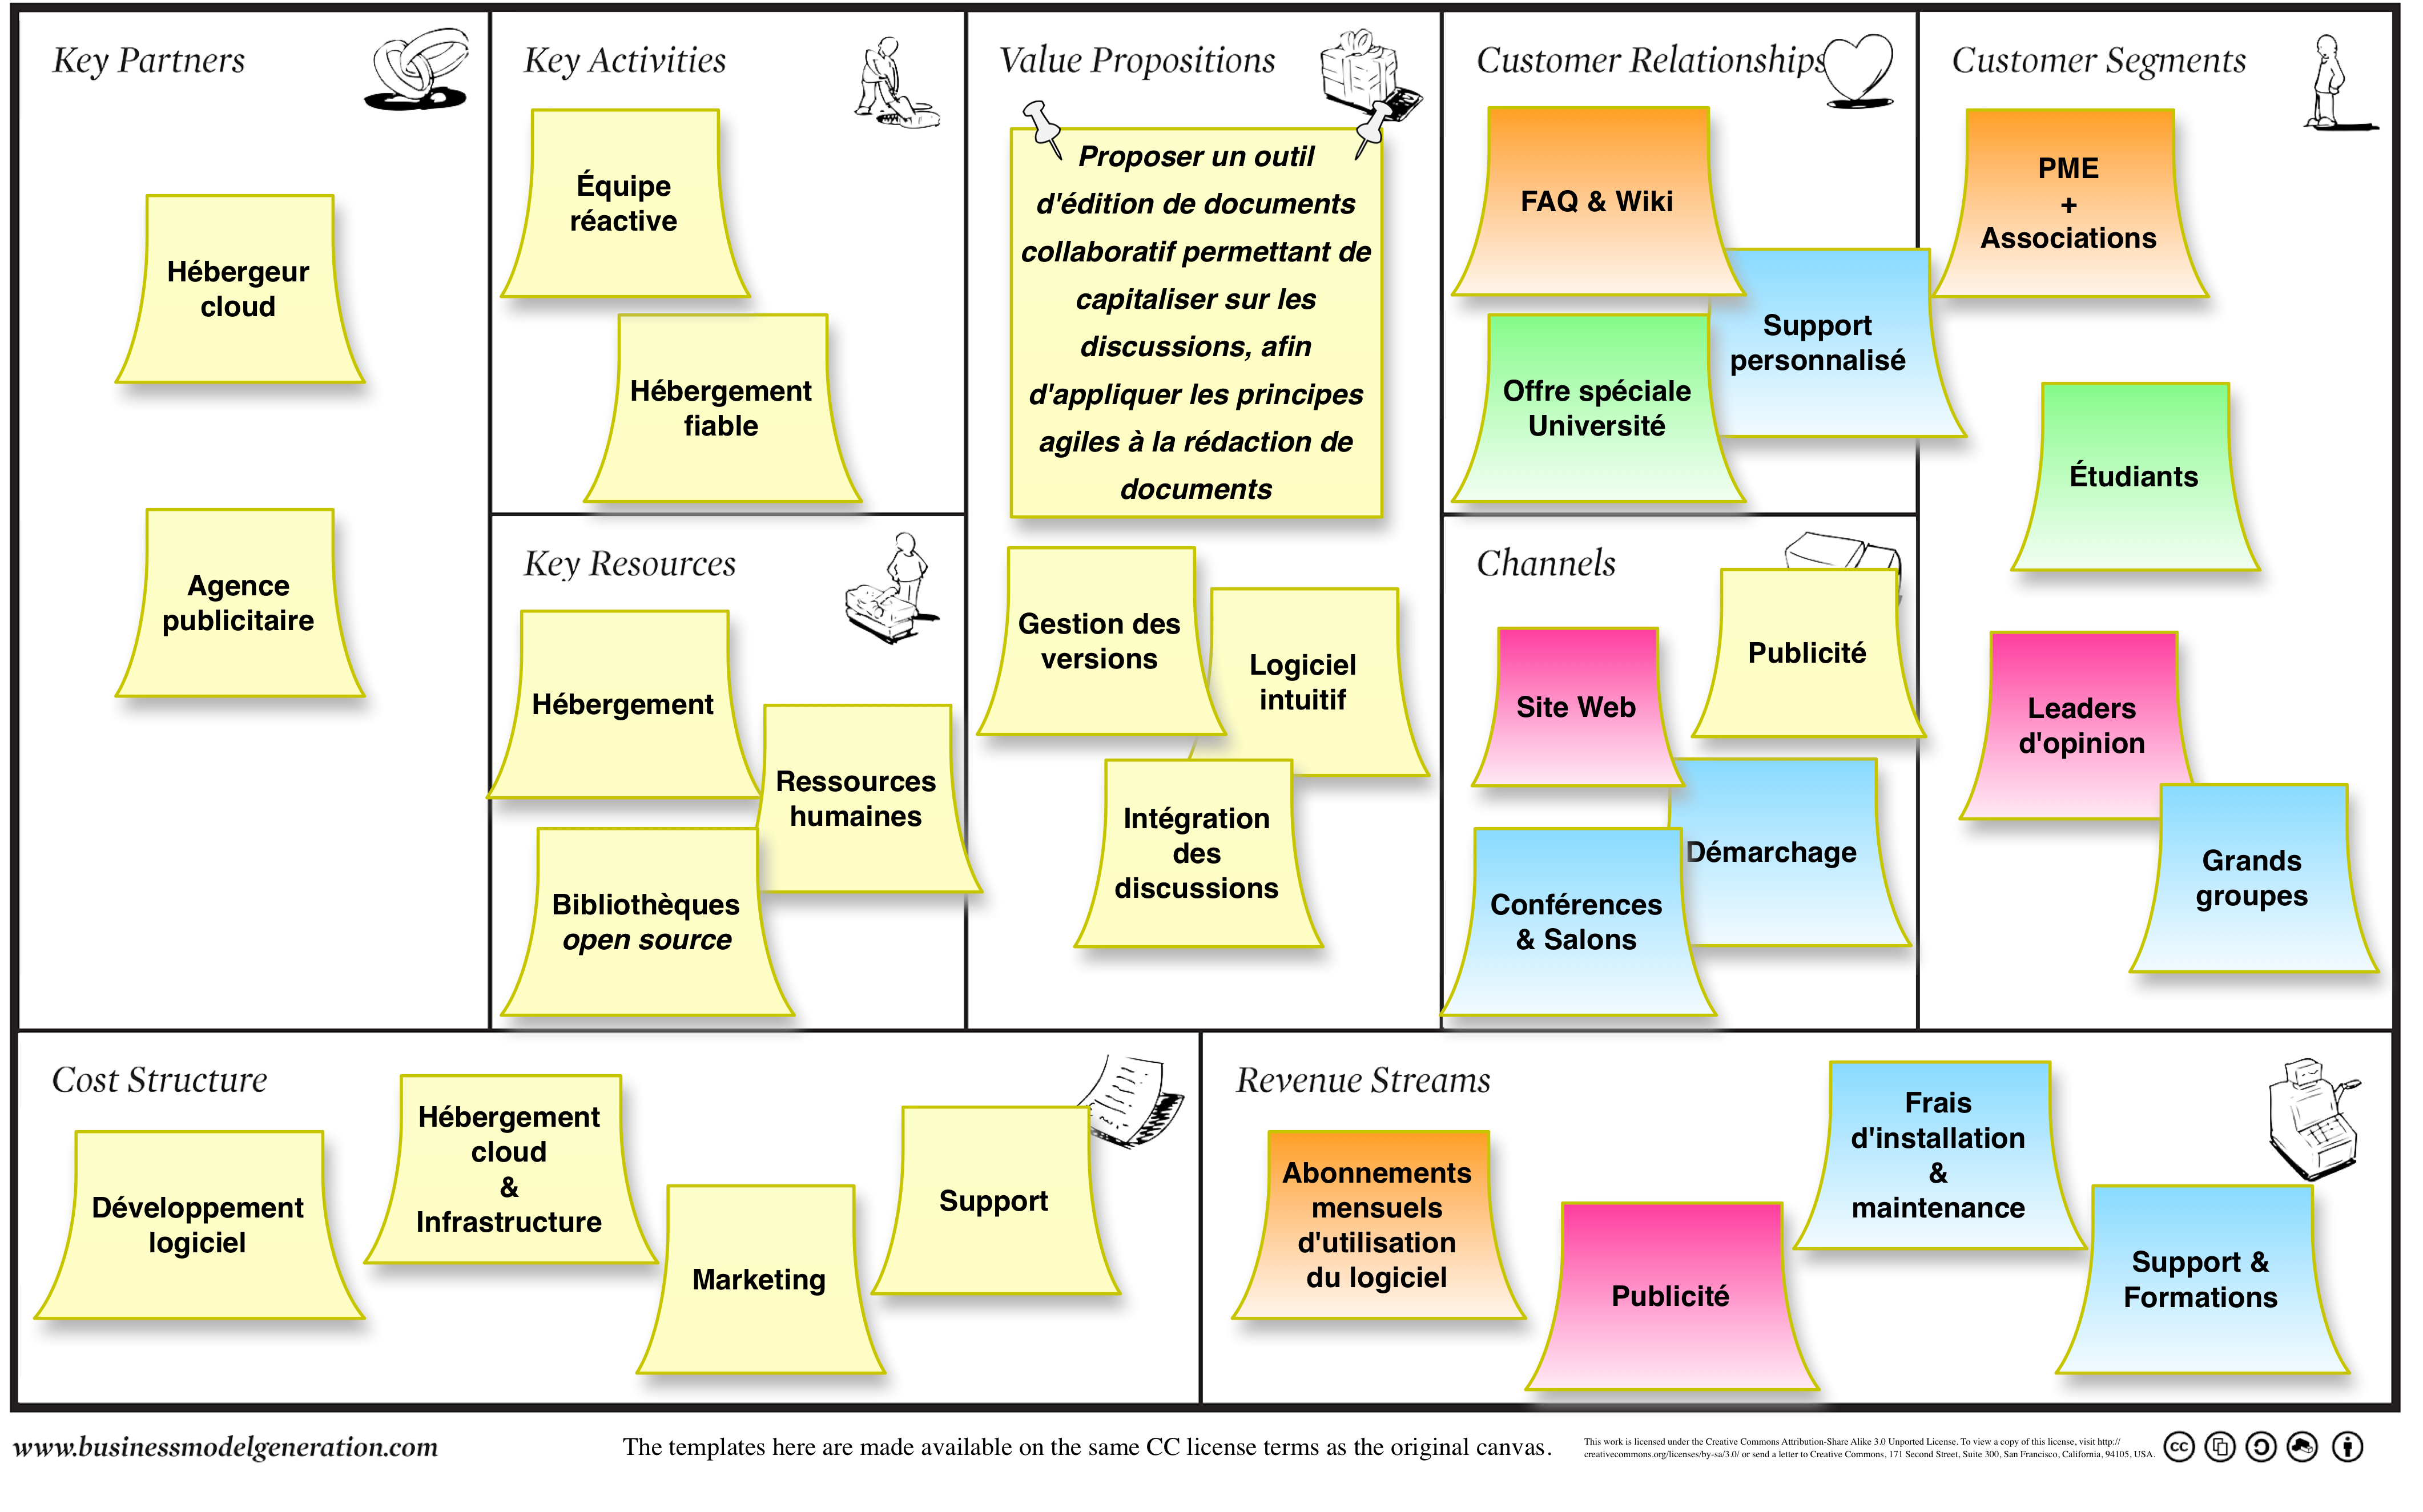 Key Partners
Hébergeur
cloud
Agence
publicitaire
Key Activities
Équipe
réactive
Hébergement
fiable
Key Resources
Hébergement
Ressources
humaines
Bibliothèques
open source
Value Propositions
Proposer un outil
d'édition de documents
collaboratif permettant de
capitaliser sur les
discussions, afin
d'appliquer les principes
agiles à la rédaction de
documents
Gestion des
versions
Logiciel
intuitif
Intégration
des
discussions
Customer Relationships
FAQ & Wiki
Support
personnalisé
Offre spéciale
Université
Channels
Publicité
Site Web
Démarchage
Conférences
& Salons
Customer Segments
PME
+
Associations
Étudiants
Leaders
d'opinion
Grands
groupes
Cost Structure
Développement
logiciel
Hébergement
cloud
&
Infrastructure
Marketing
Support
Revenue Streams
Abonnements
mensuels
d'utilisation
du logiciel
Publicité
Frais
d'installation
&
maintenance
Support &
Formations
www.businessmodelgeneration.com
The templates here are made available on the same CC license terms as the original canvas.
This work is licensed under the Creative Commons Attribution-Share Alike 3.0 Unported License. To view a copy of this license, visit http://
creativecommons.org/licenses/by-sa/3.0/ or send a letter to Creative Commons, 171 Second Street, Suite 300, San Francisco, California, 94105, USA.
cc